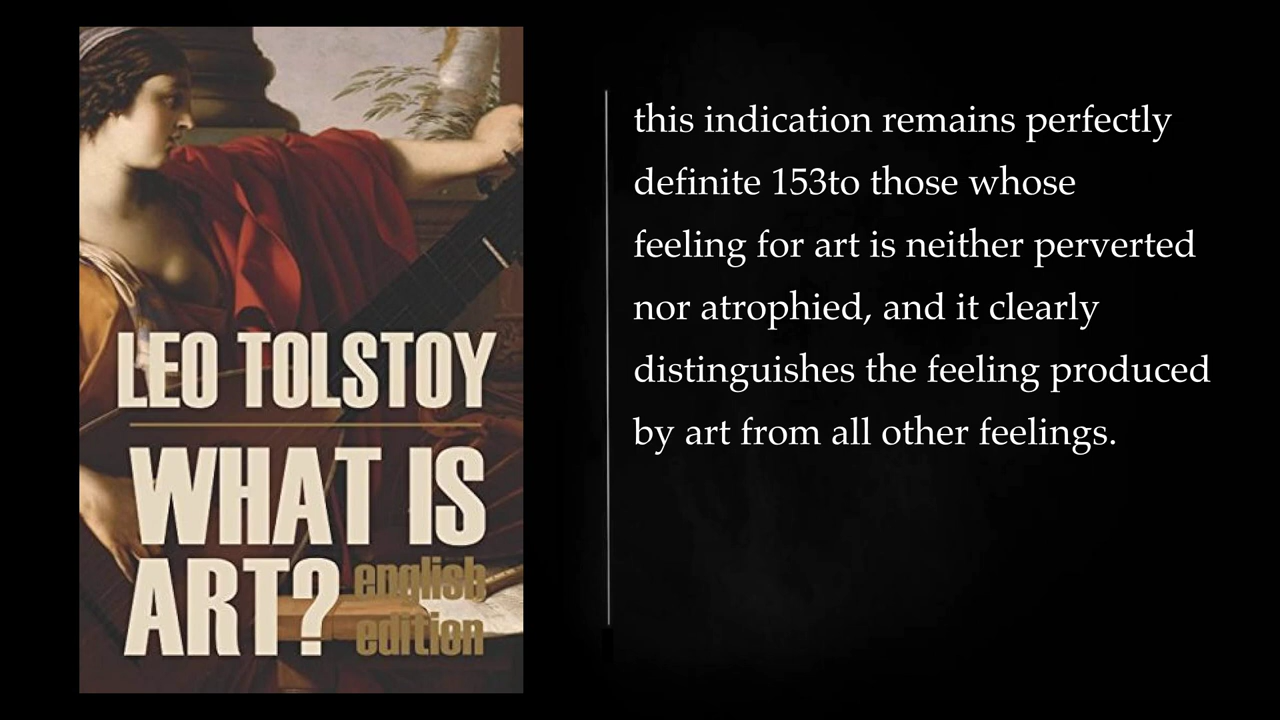 LEO TOLSTOY
WHAT IS
ART?
english
edition
this indication remains perfectly
definite 153to those whose
feeling for art is neither perverted
nor atrophied, and it clearly
distinguishes the feeling produced
by art from all other feelings.